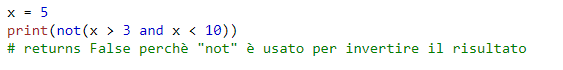 x = 5
print(not(x > 3 and x < 10))
# returns False perchè "not" è usato per invertire il risultato